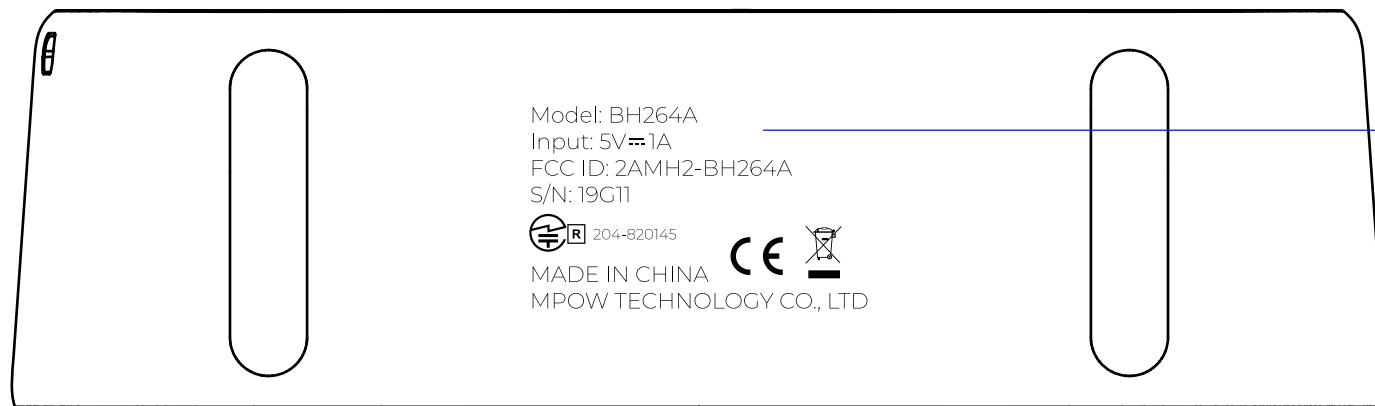 Model: BH264A
Input: 5V⎓1A
FCC ID: 2AMH2-BH264A
S/N: 19G11
R 204-820145
CE
MADE IN CHINA
MPOW TECHNOLOGY CO., LTD